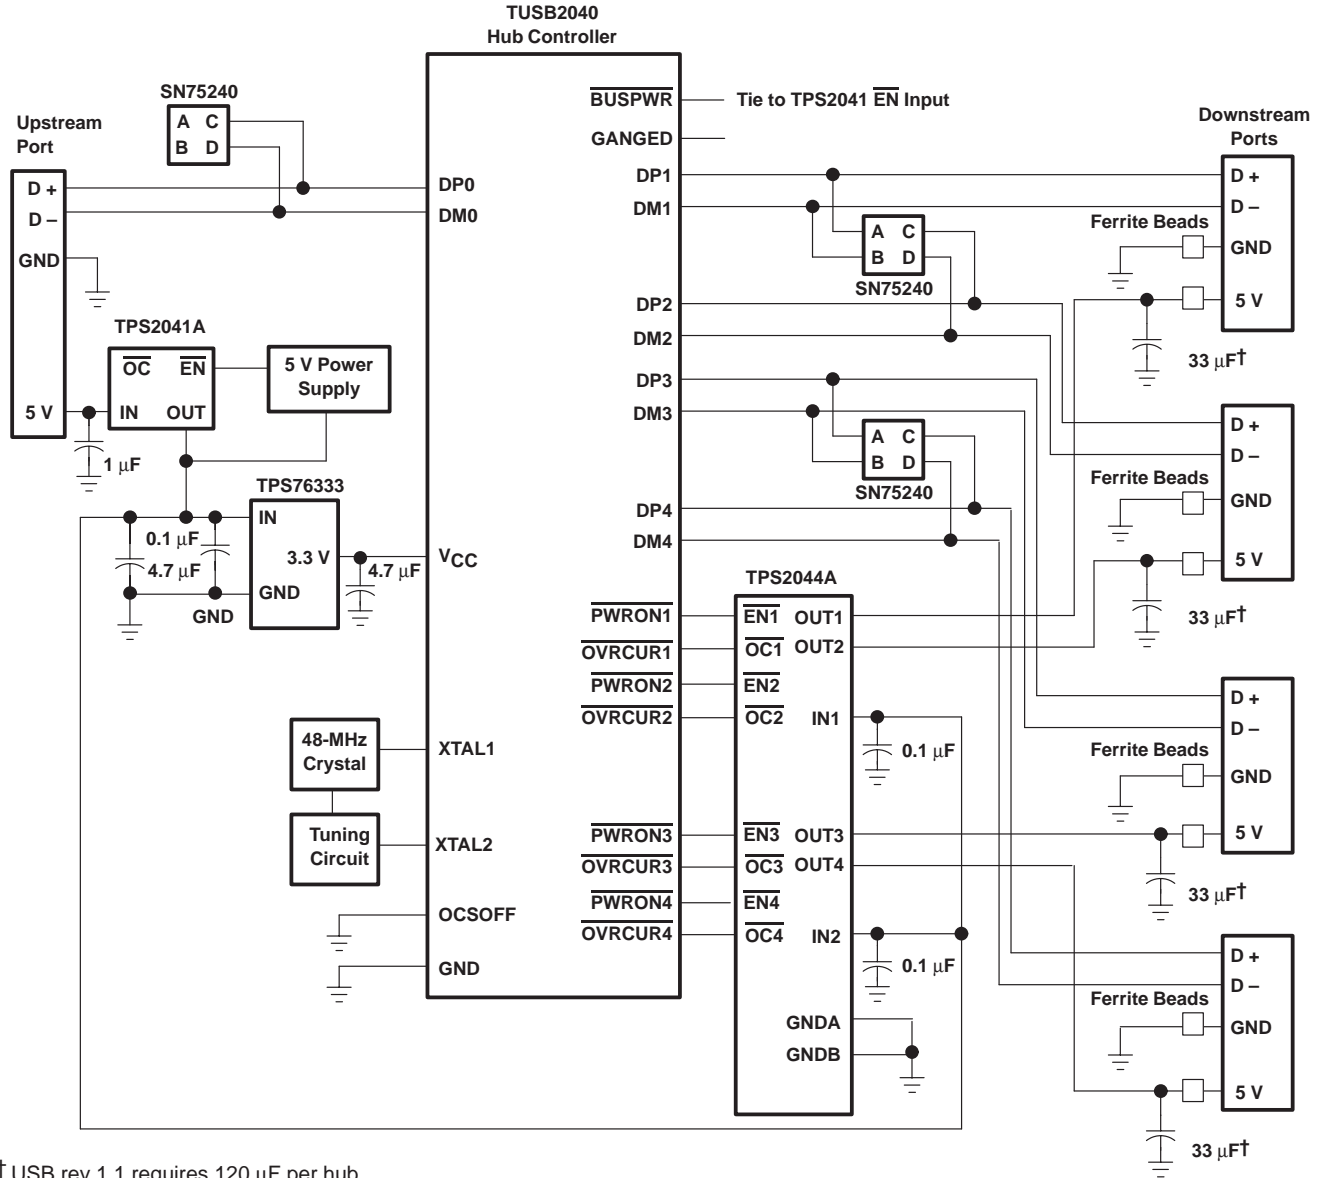 TUSB2040
Hub Controller
SN75240
A C
B D
Upstream
Port
D +
D –
GND
5 V
DP0
DM0
BUSPWR
Tie to TPS2041 EN Input
GANGED
DP1
DM1
Downstream
Ports
D +
D –
Ferrite Beads
GND
5 V
33 µF†
A C
B D
SN75240
DP2
DM2
DP3
DM3
TPS2041A
OC EN
IN OUT
5 V Power
Supply
1 µF
A C
B D
SN75240
D +
D –
Ferrite Beads
GND
5 V
33 µF†
TPS76333
IN
0.1 µF
4.7 µF
3.3 V
GND
GND
4.7 µF
VCC
DP4
DM4
TPS2044A
PWRON1
EN1 OUT1
OVRCUR1
OC1 OUT2
PWRON2
EN2
OVRCUR2
OC2 IN1
0.1 µF
D +
D –
Ferrite Beads
GND
5 V
33 µF†
48-MHz
Crystal
XTAL1
Tuning
Circuit
XTAL2
PWRON3
EN3 OUT3
OVRCUR3
OC3 OUT4
PWRON4
EN4
OVRCUR4
OC4 IN2
0.1 µF
OCSOFF
GND
GNDA
GNDB
D +
D –
Ferrite Beads
GND
5 V
33 µF†
† USB rev 1.1 requires 120 µF per hub